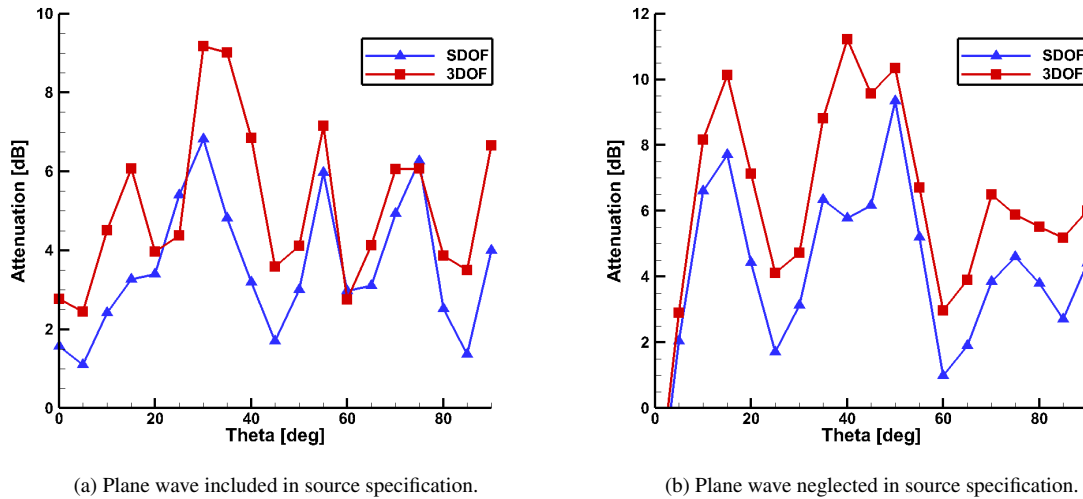 10
8
6
4
2
0
Attenuation [dB]
0 20 40 60 80
Theta [deg]
SDOF
3DOF
(a) Plane wave included in source specification.
12
10
8
6
4
2
0
Attenuation [dB]
0 20 40 60 80
Theta [deg]
SDOF
3DOF
(b) Plane wave neglected in source specification.